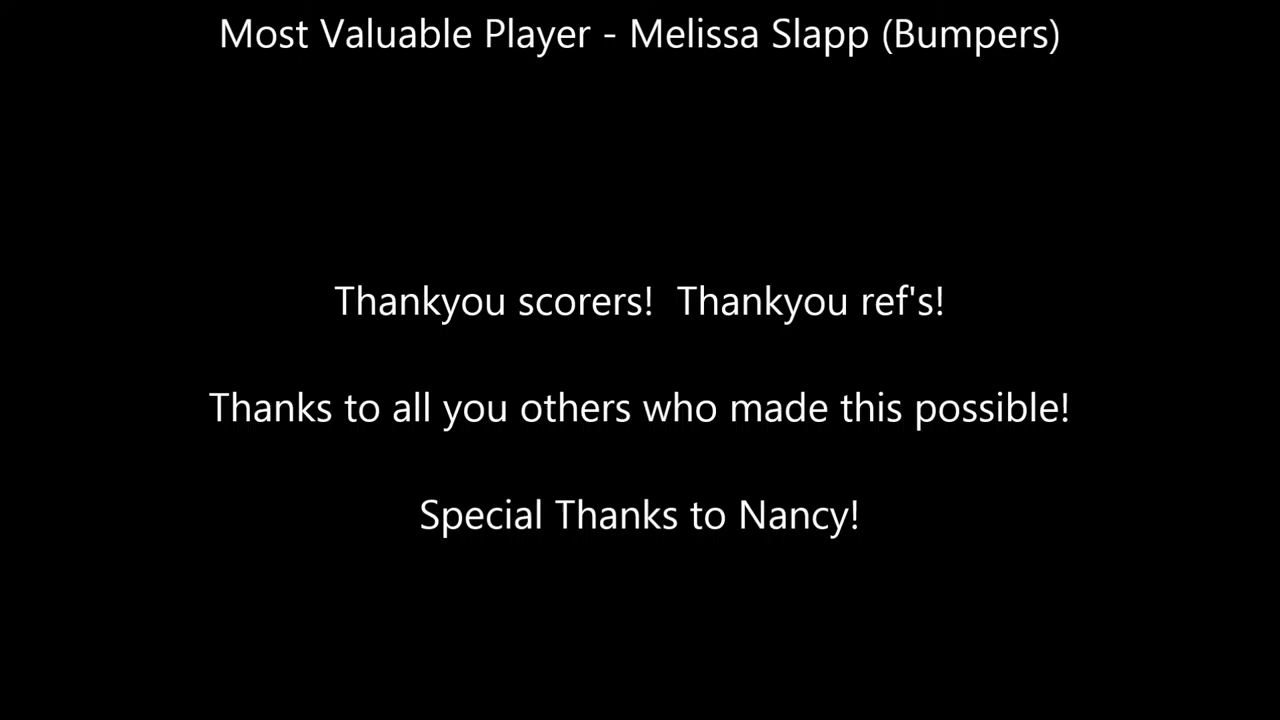 Most Valuable Player - Melissa Slapp (Bumpers)
Thankyou scorers!  Thankyou ref's!
Thanks to all you others who made this possible!
Special Thanks to Nancy!